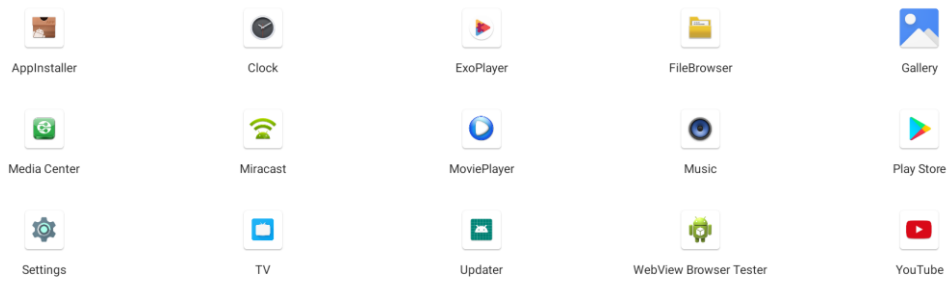 AppInstaller
Clock
ExoPlayer
FileBrowser
Gallery
Media Center
Miracast
MoviePlayer
Music
Play Store
Settings
TV
Updater
WebView Browser Tester
YouTube